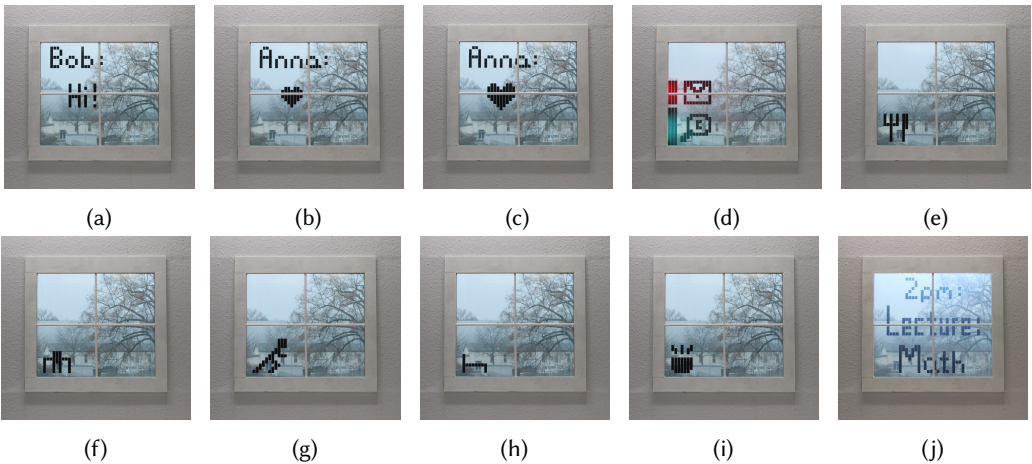 Bob:
Hi!
Anna:
Anna:
(a)
(b)
(c)
(d)
(e)
2pm:
Lecture:
Math
(f)
(g)
(h)
(i)
(j)